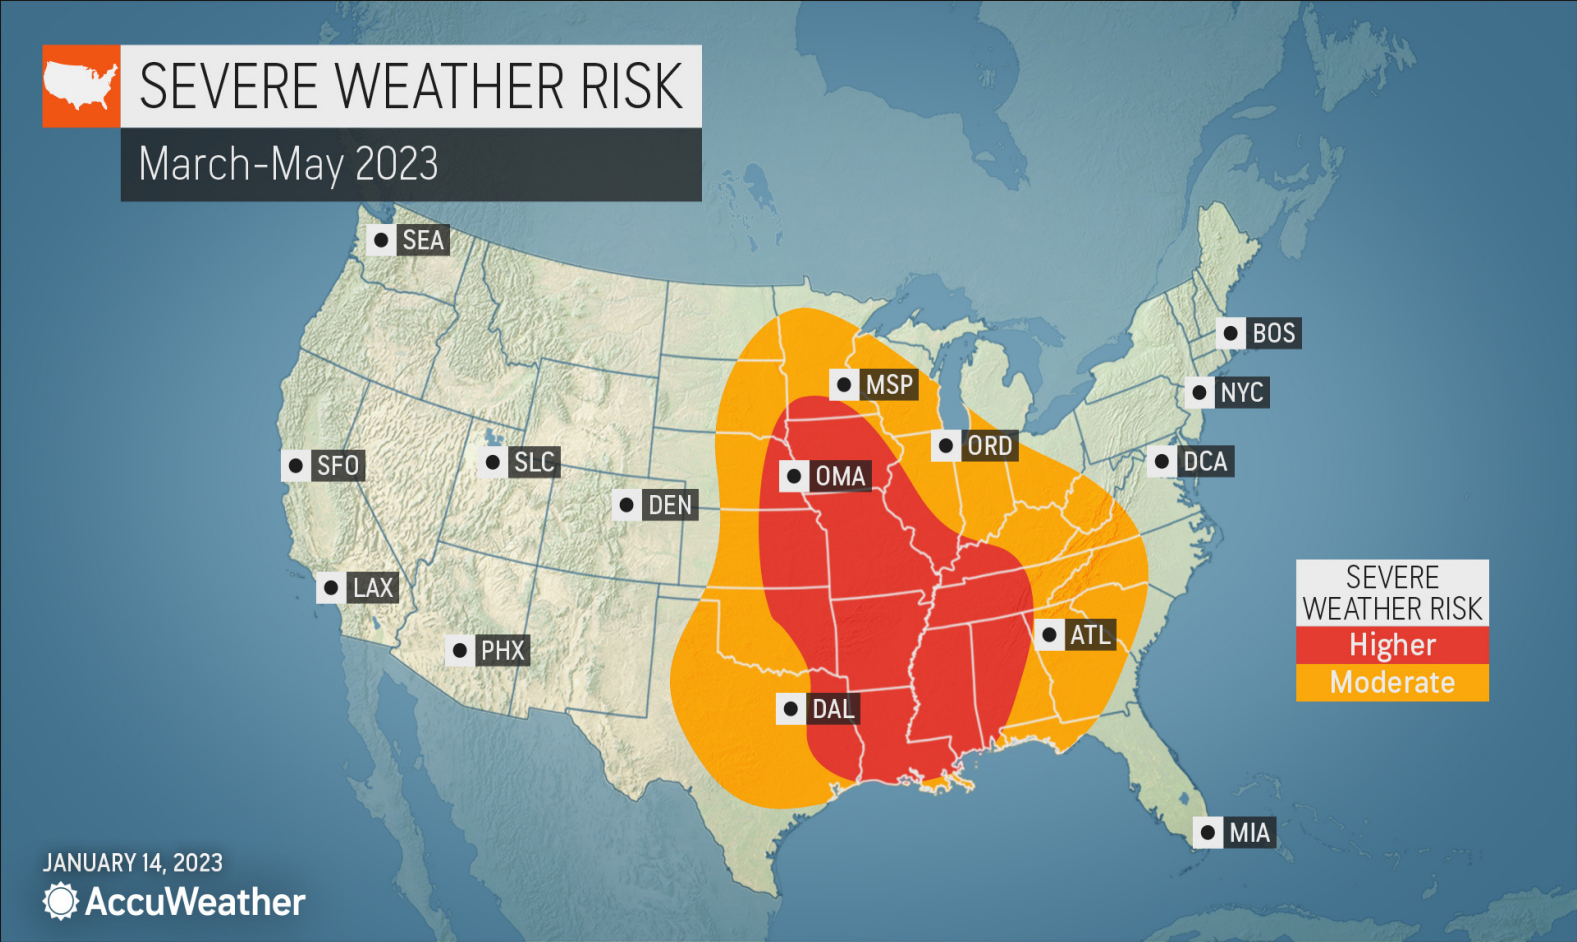 SEVERE WEATHER RISK
March-May 2023
SEA
BOS
MSP
NYC
ORD
DCA
SFO
SLC
OMA
DEN
LAX
PHX
ATL
DAL
MIA
SEVERE
WEATHER RISK
Higher
Moderate
JANUARY 14, 2023
AccuWeather